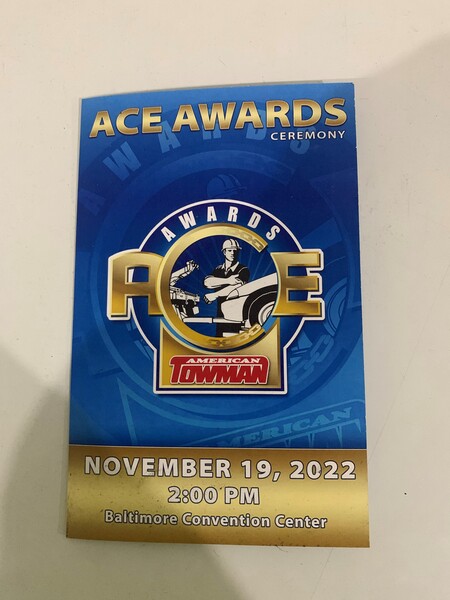 ACE AWARDS
CEREMONY
AWARDS
ACE
AMERICAN
TOWMAN
NOVEMBER 19, 2022
2:00 PM
Baltimore Convention Center